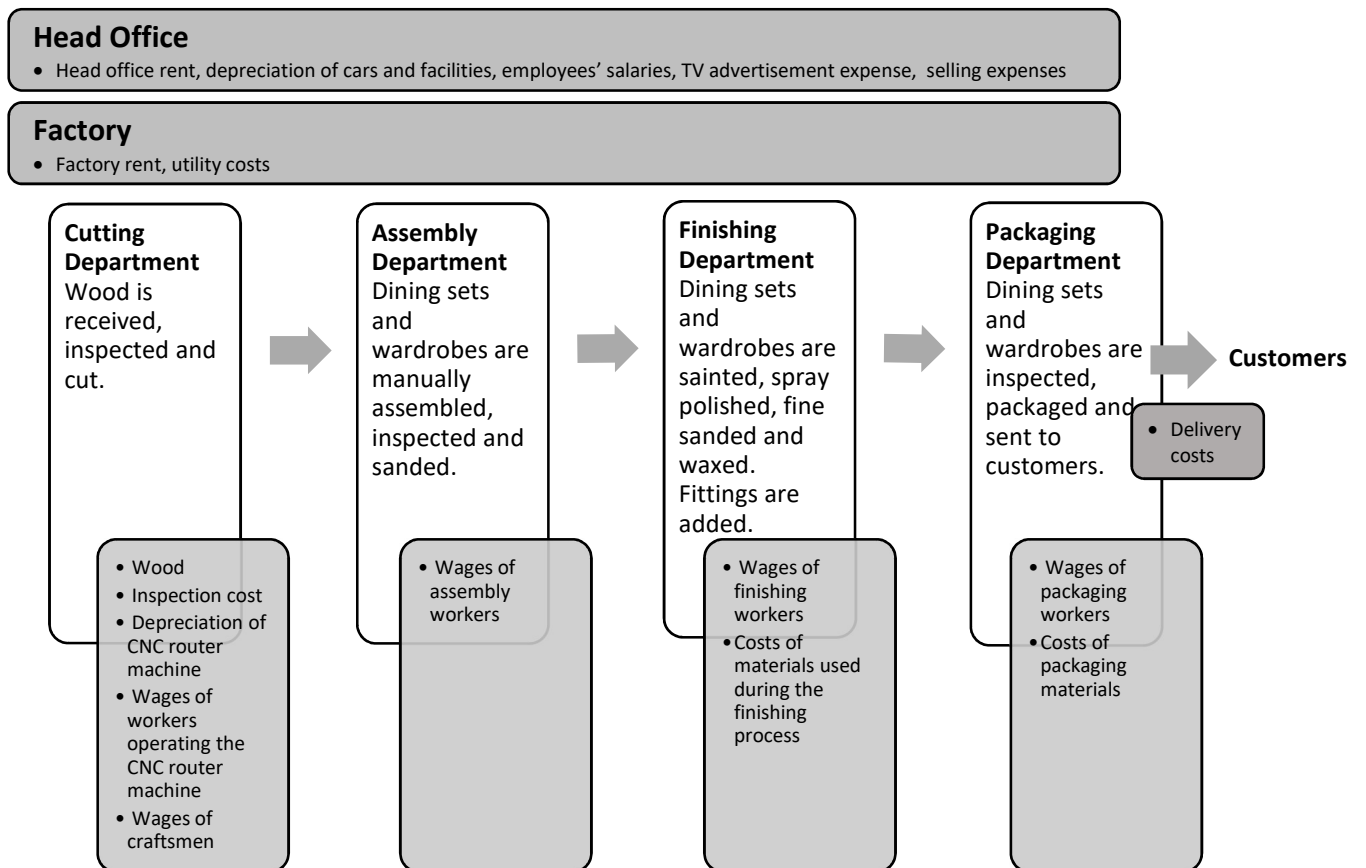 Head Office
• Head office rent, depreciation of cars and facilities, employees’ salaries, TV advertisement expense, selling expenses
Factory
• Factory rent, utility costs
Cutting
Department
Wood is
received,
inspected and
cut.
• Wood
• Inspection cost
• Depreciation of
CNC router
machine
• Wages of
workers
operating the
CNC router
machine
• Wages of
craftsmen
Assembly
Department
Dining sets
and
wardrobes are
manually
assembled,
inspected and
sanded.
• Wages of
assembly
workers
Finishing
Department
Dining sets
and
wardrobes are
sainted, spray
polished, fine
sanded and
waxed.
Fittings are
added.
• Wages of
finishing
workers
• Costs of
materials used
during the
finishing
process
Packaging
Department
Dining sets
and
wardrobes are
inspected,
packaged and
sent to
customers.
• Wages of
packaging
workers
• Costs of
packaging
materials
Customers
• Delivery
costs